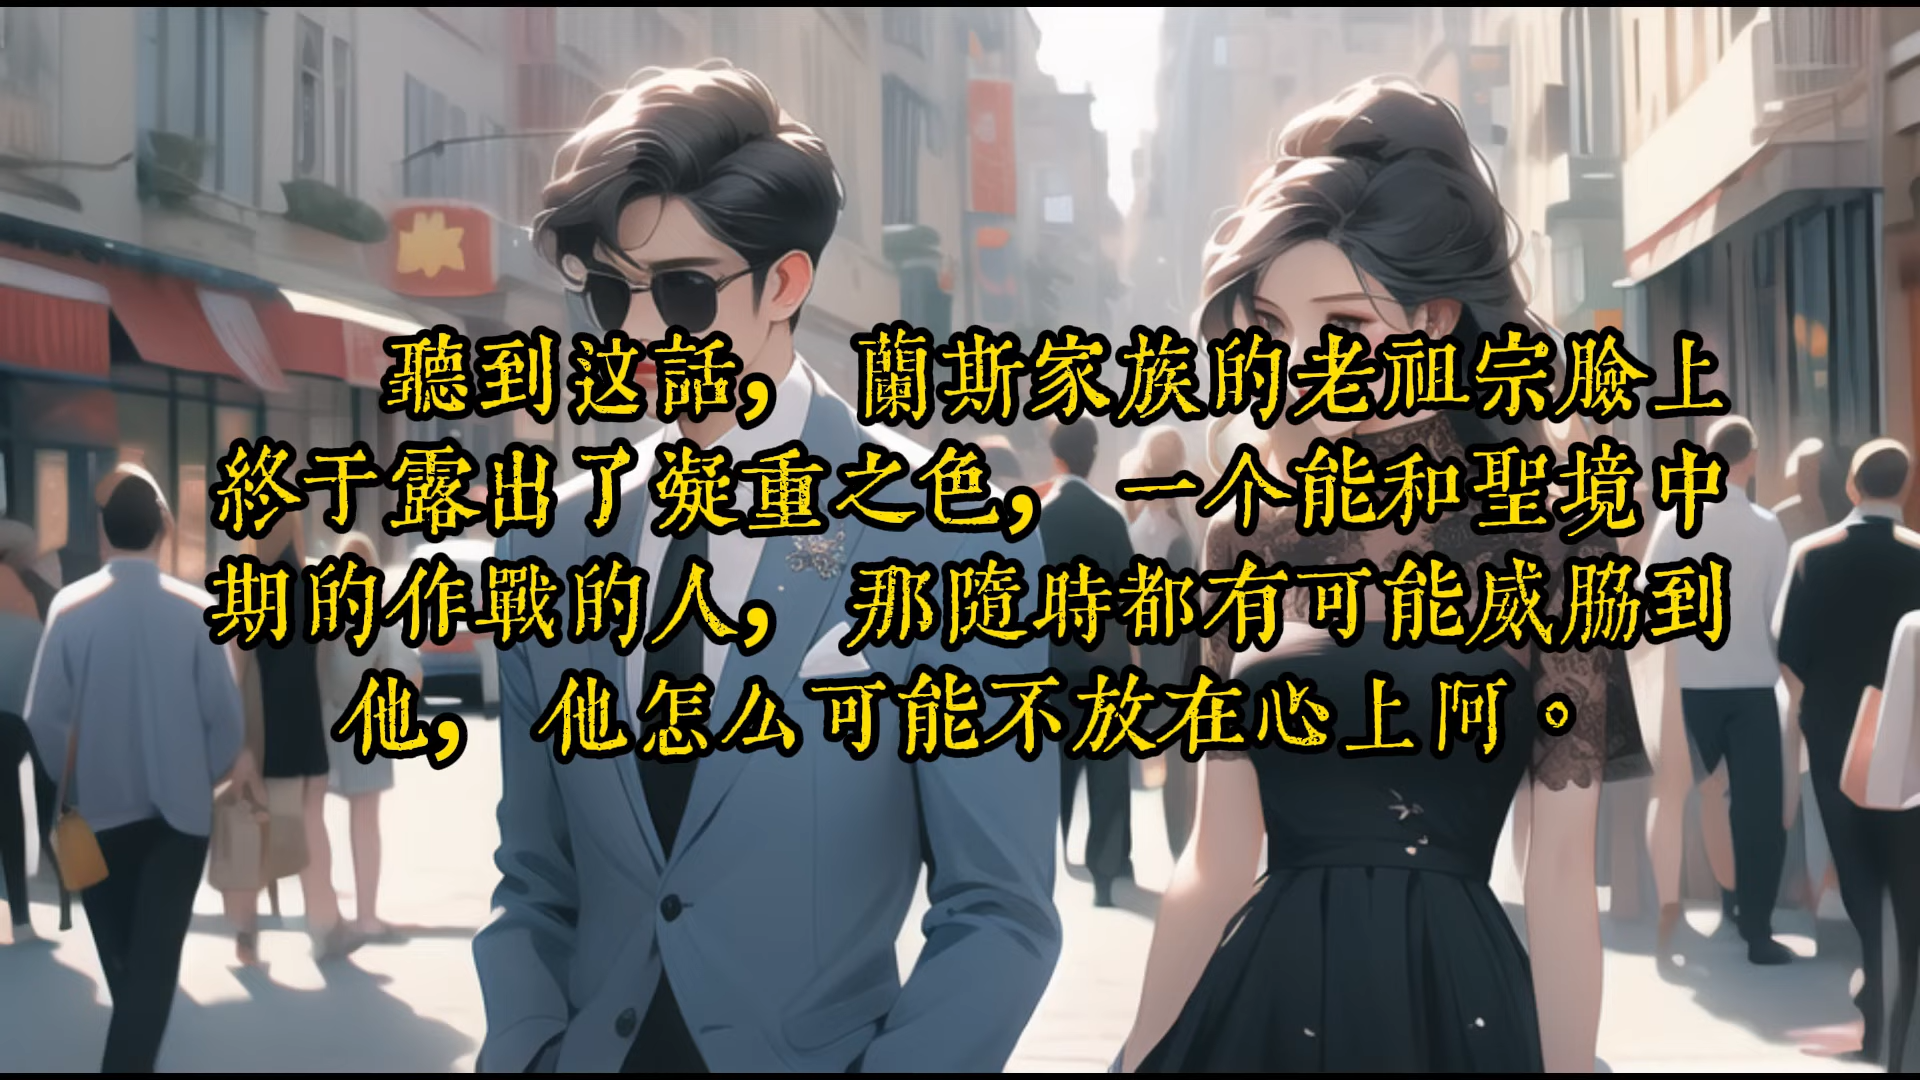 聽到这話，蘭斯家族的老祖宗臉上
終于露出了凝重之色，一个能和聖境中
期的作戰的人，那隨時都有可能威脇到
他，他怎么可能不放在心上阿。